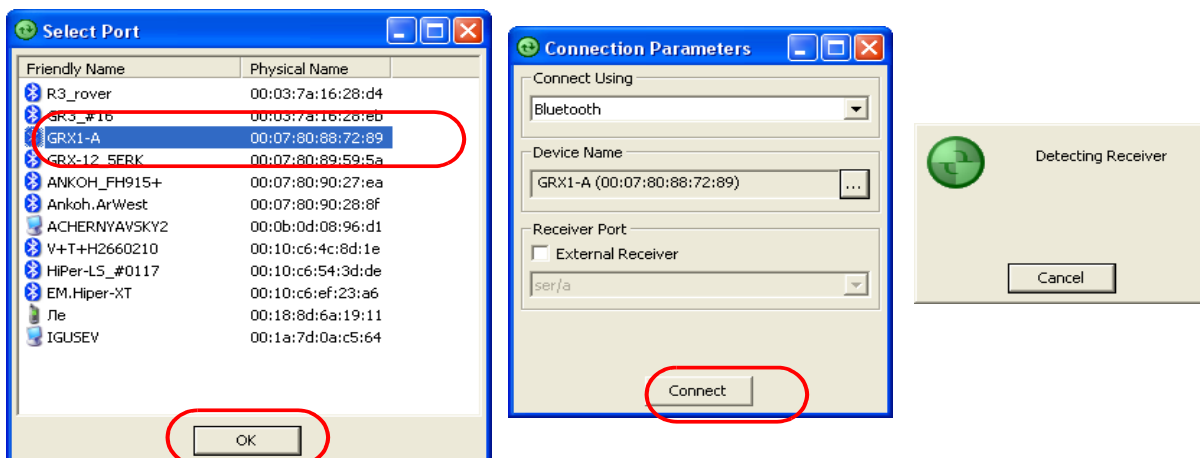 Select Port
Friendly Name Physical Name
R3_rover 00:03:7a:16:28:d4
GR3_#16 00:03:7a:16:28:eb
GRX1-A 00:07:80:88:72:89
GRX-12_5ERK 00:07:80:89:59:5a
ANKOH_FH915+ 00:07:80:90:27:ea
Ankoh.ArWest 00:07:80:90:28:8f
ACHERNYAVSKY2 00:0b:0d:08:96:d1
V+T+H2660210 00:10:c6:4c:8d:1e
HiPer-LS_#0117 00:10:c6:54:3d:de
EM.Hiper-XT 00:10:c6:ef:23:a6
Ле 00:18:8d:6a:19:11
IGUSEV 00:1a:7d:0a:c5:64
OK
Connection Parameters
Connect Using
Bluetooth
Device Name
GRX1-A (00:07:80:88:72:89)
...
Receiver Port
External Receiver
ser/a
Connect
Detecting Receiver
Cancel